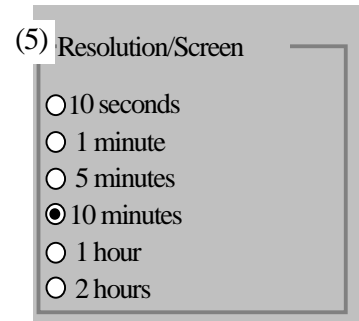 (5) Resolution/Screen
10 seconds
1 minute
5 minutes
10 minutes
1 hour
2 hours